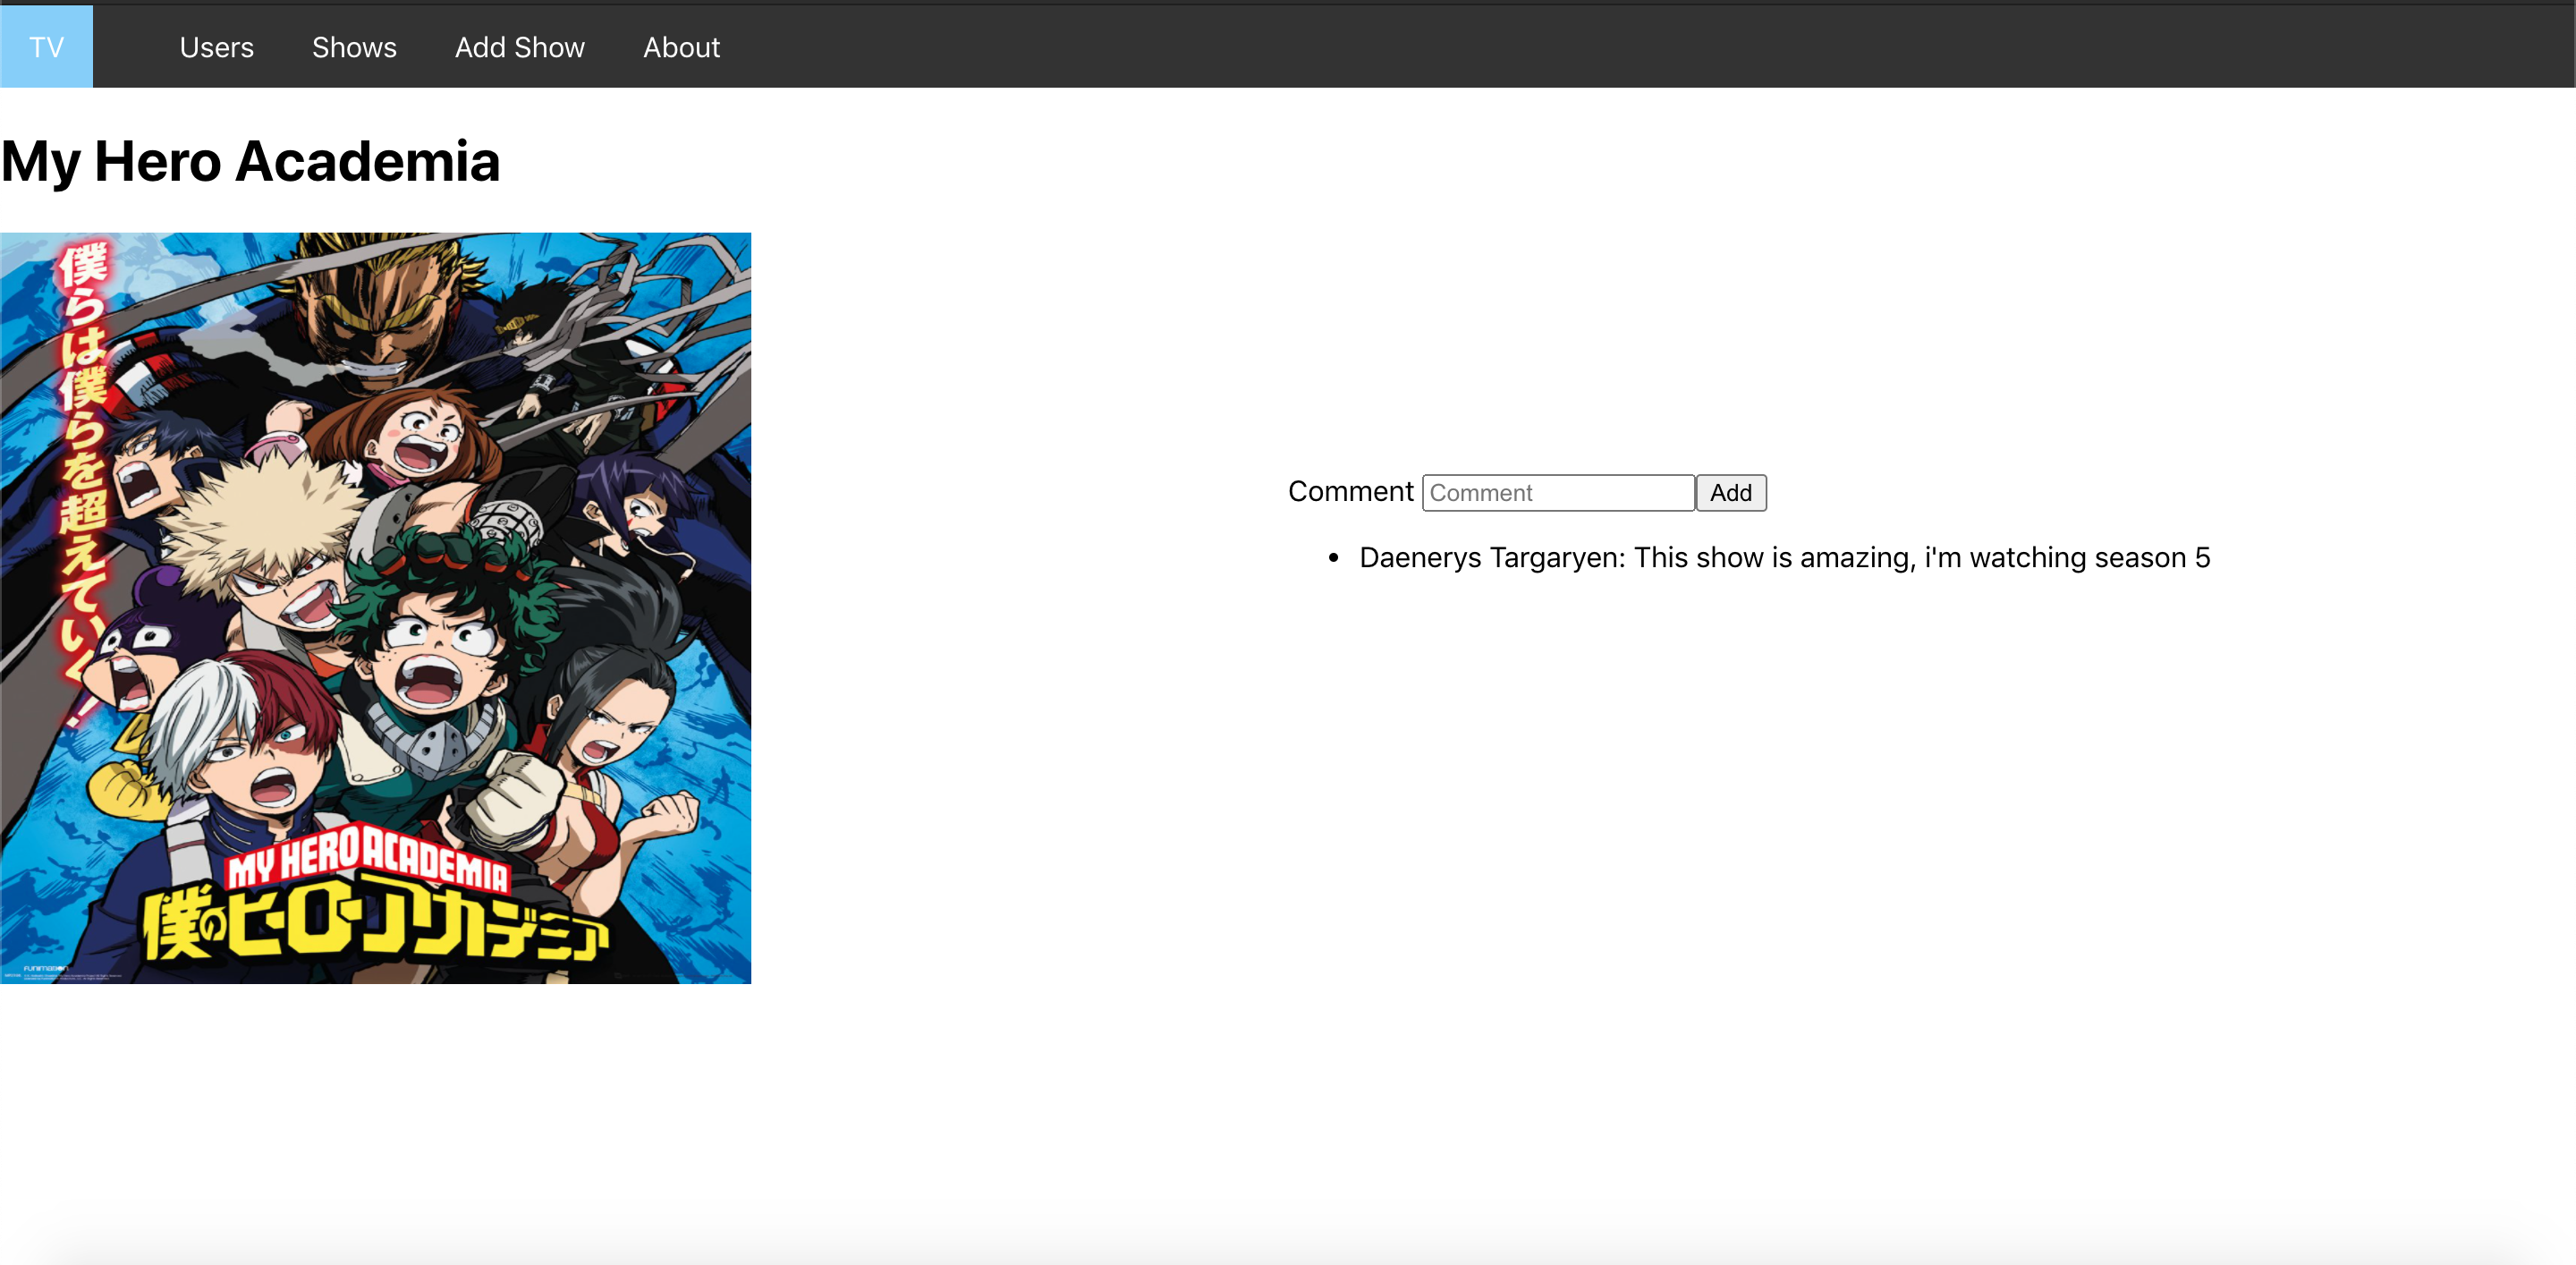 TV Users Shows Add Show About
My Hero Academia
僕らは僕らを超えていく!!
MY HERO ACADEMIA
僕のヒーローアカデミア
FUNIMATION
Comment Comment Add
Daenerys Targaryen: This show is amazing, i'm watching season 5